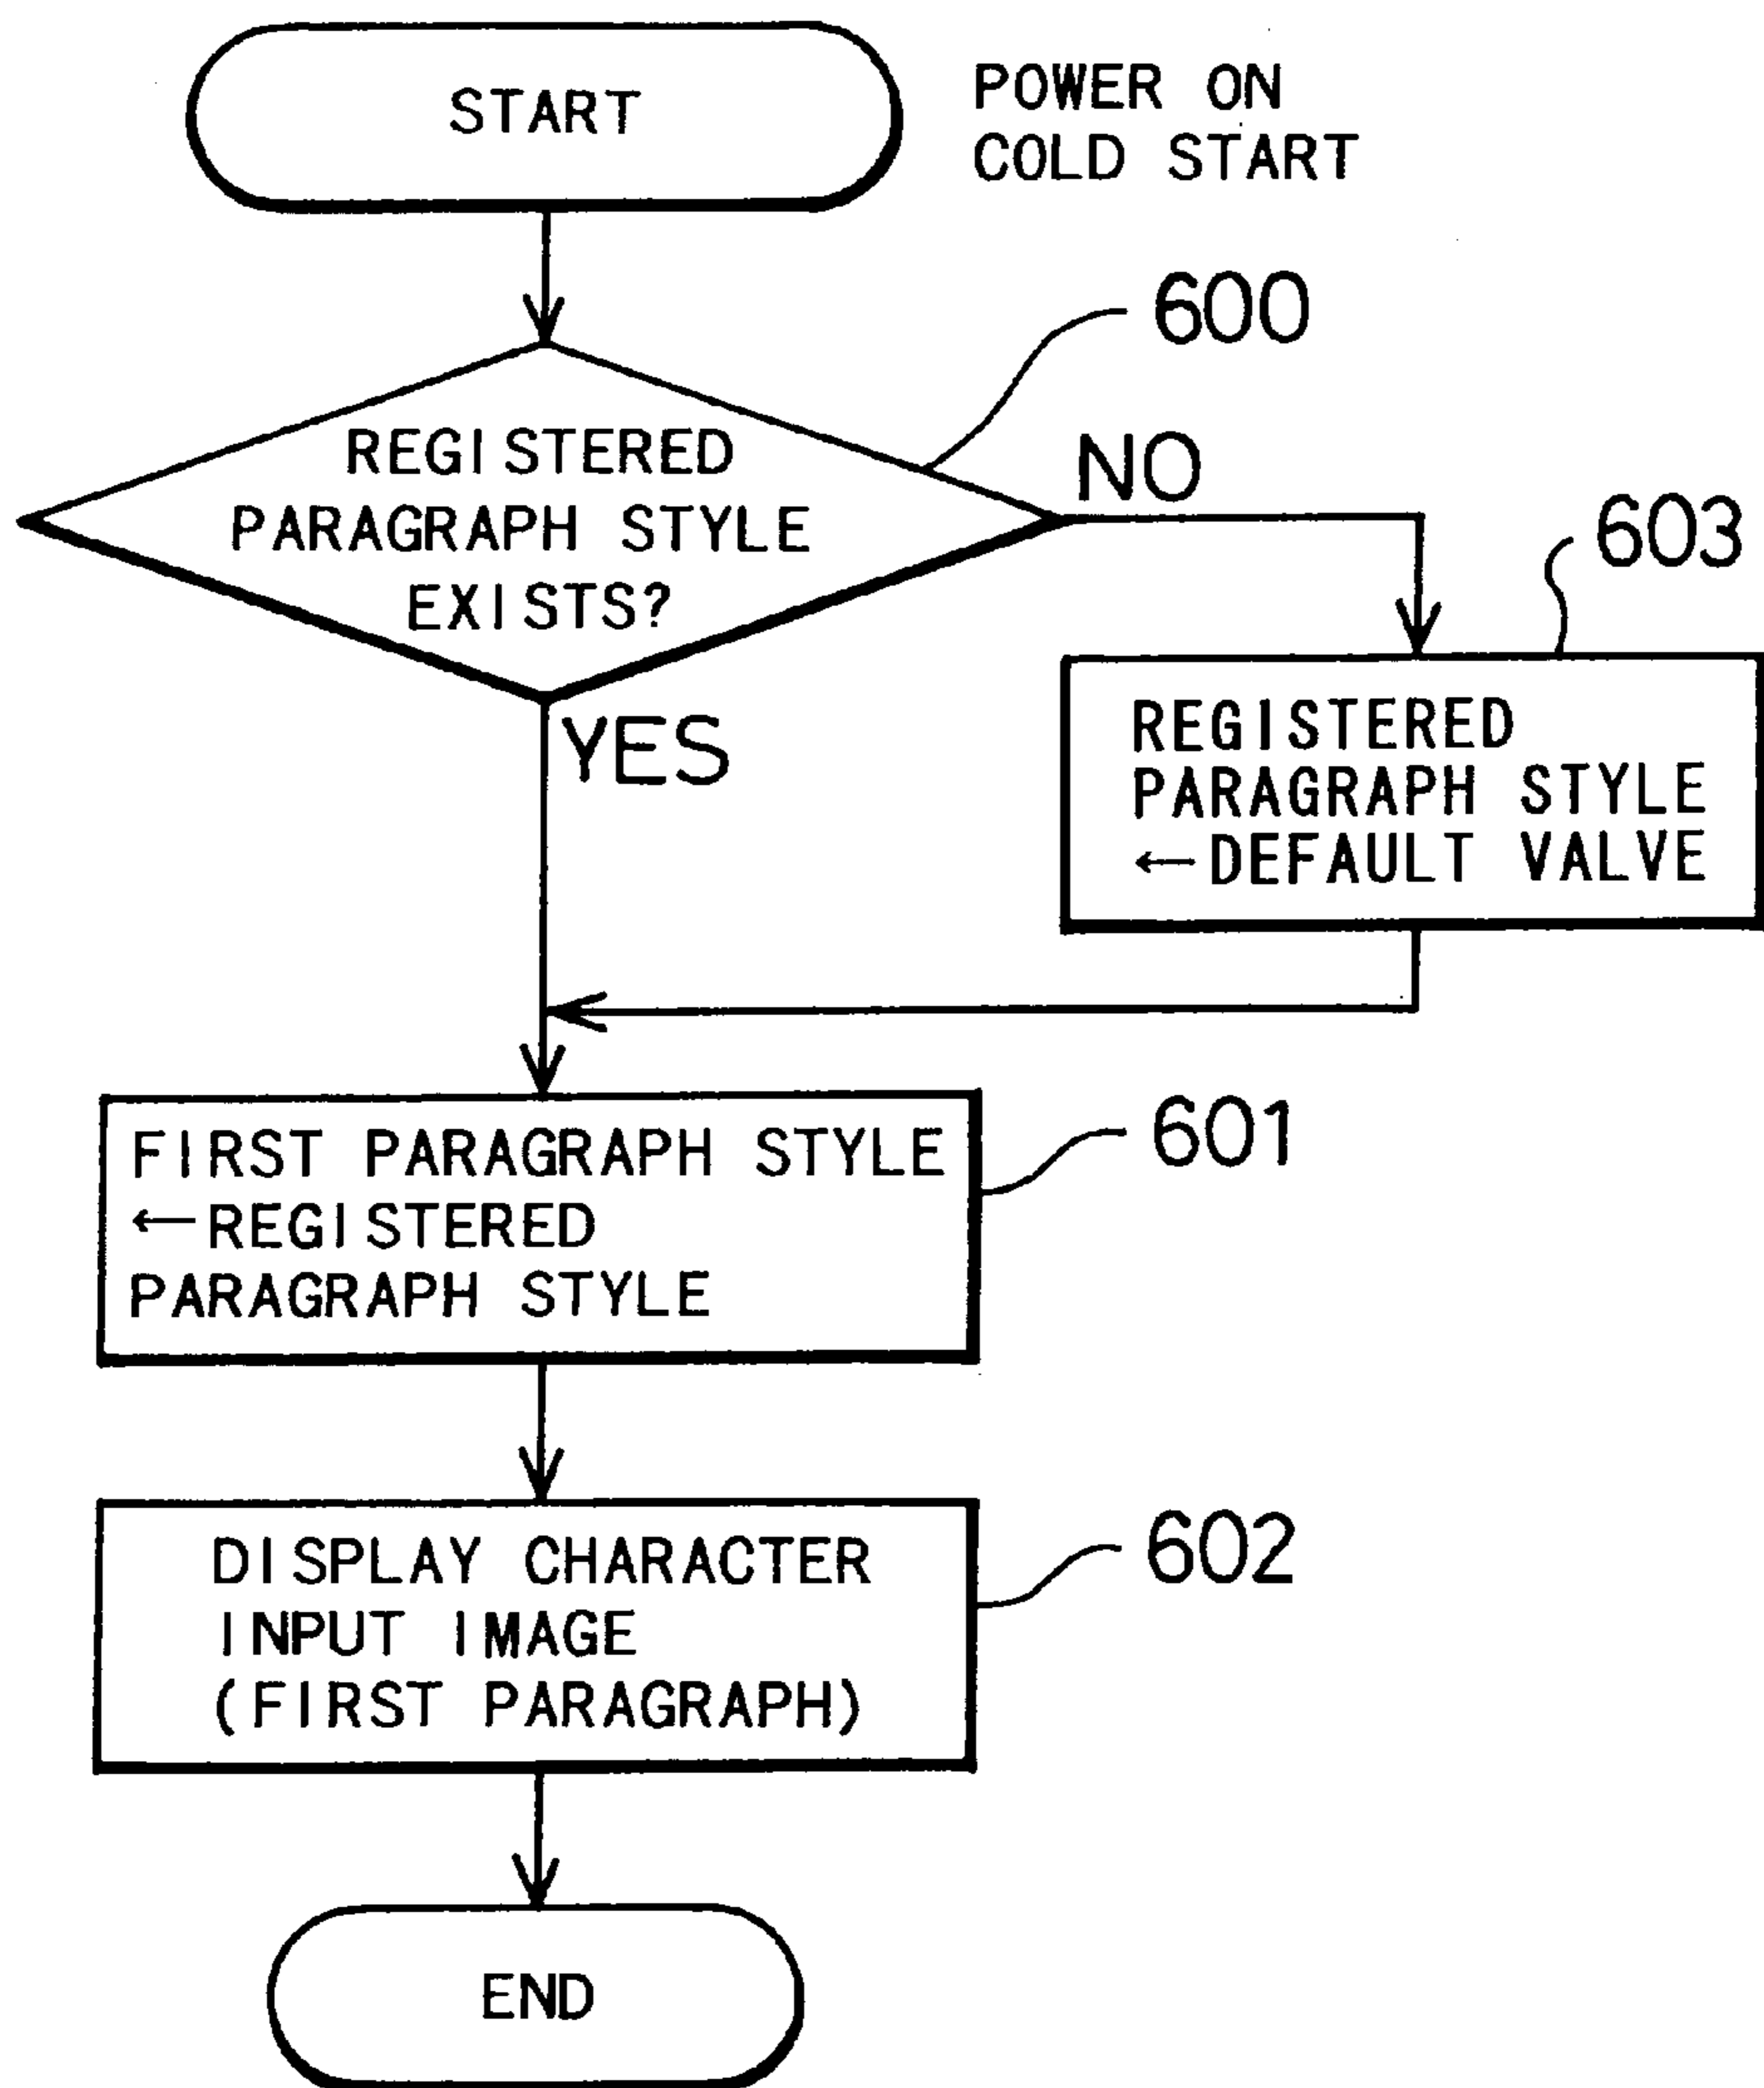 START
POWER ON
COLD START
600
REGISTERED
PARAGRAPH STYLE
EXISTS?
NO
603
YES
REGISTERED
PARAGRAPH STYLE
←DEFAULT VALVE
601
FIRST PARAGRAPH STYLE
←REGISTERED
PARAGRAPH STYLE
602
DISPLAY CHARACTER
INPUT IMAGE
(FIRST PARAGRAPH)
END